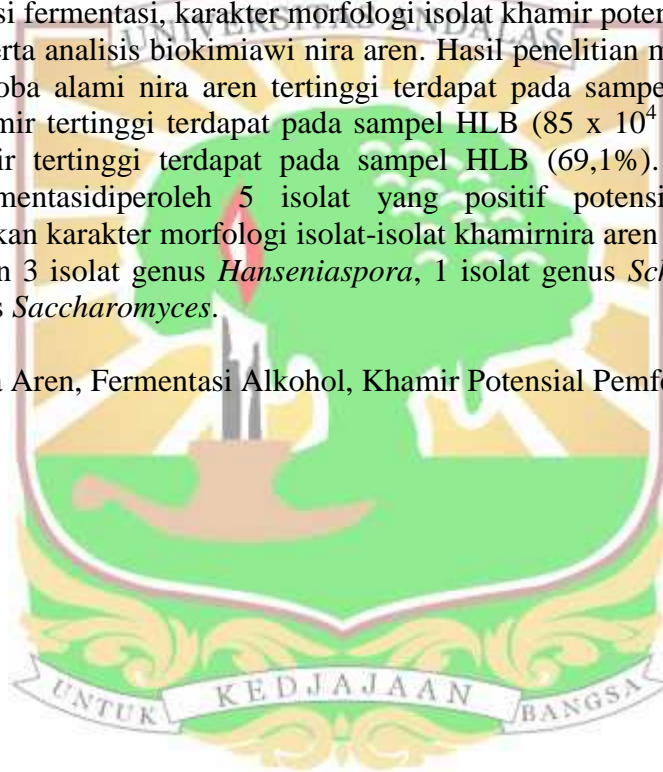 si fermentasi, karakter morfologi isolat khamir poten
erta analisis biokimiawi nira aren. Hasil penelitian m
oba alami nira aren tertinggi terdapat pada sampe
mir tertinggi terdapat pada sampel HLB (85 x 10⁴
ir tertinggi terdapat pada sampel HLB (69,1%).
mentasidiperoleh 5 isolat yang positif potensi
kan karakter morfologi isolat-isolat khamirnira aren
n 3 isolat genus Hanseniaspora, 1 isolat genus Sc
s Saccharomyces.
a Aren, Fermentasi Alkohol, Khamir Potensial Pemf
UNIVERSITAS ANDALAS
UNTUK KEDJAJAAN BANGSA